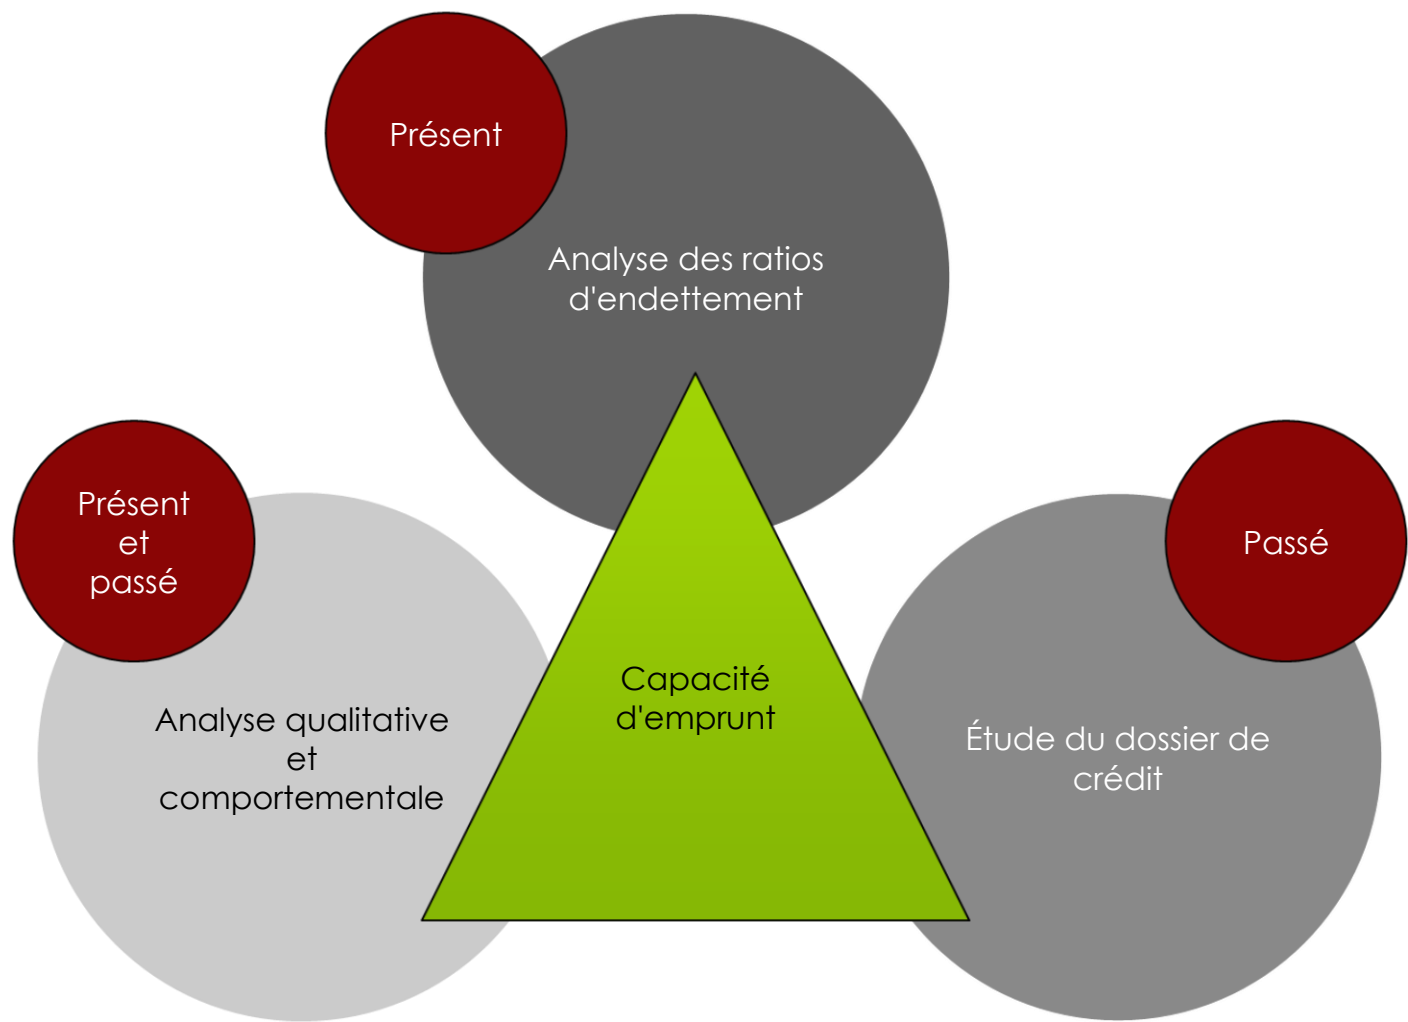 Présent
Analyse des ratios
d'endettement
Présent
et
passé
Passé
Capacité
d'emprunt
Analyse qualitative
et
comportementale
Étude du dossier de
crédit